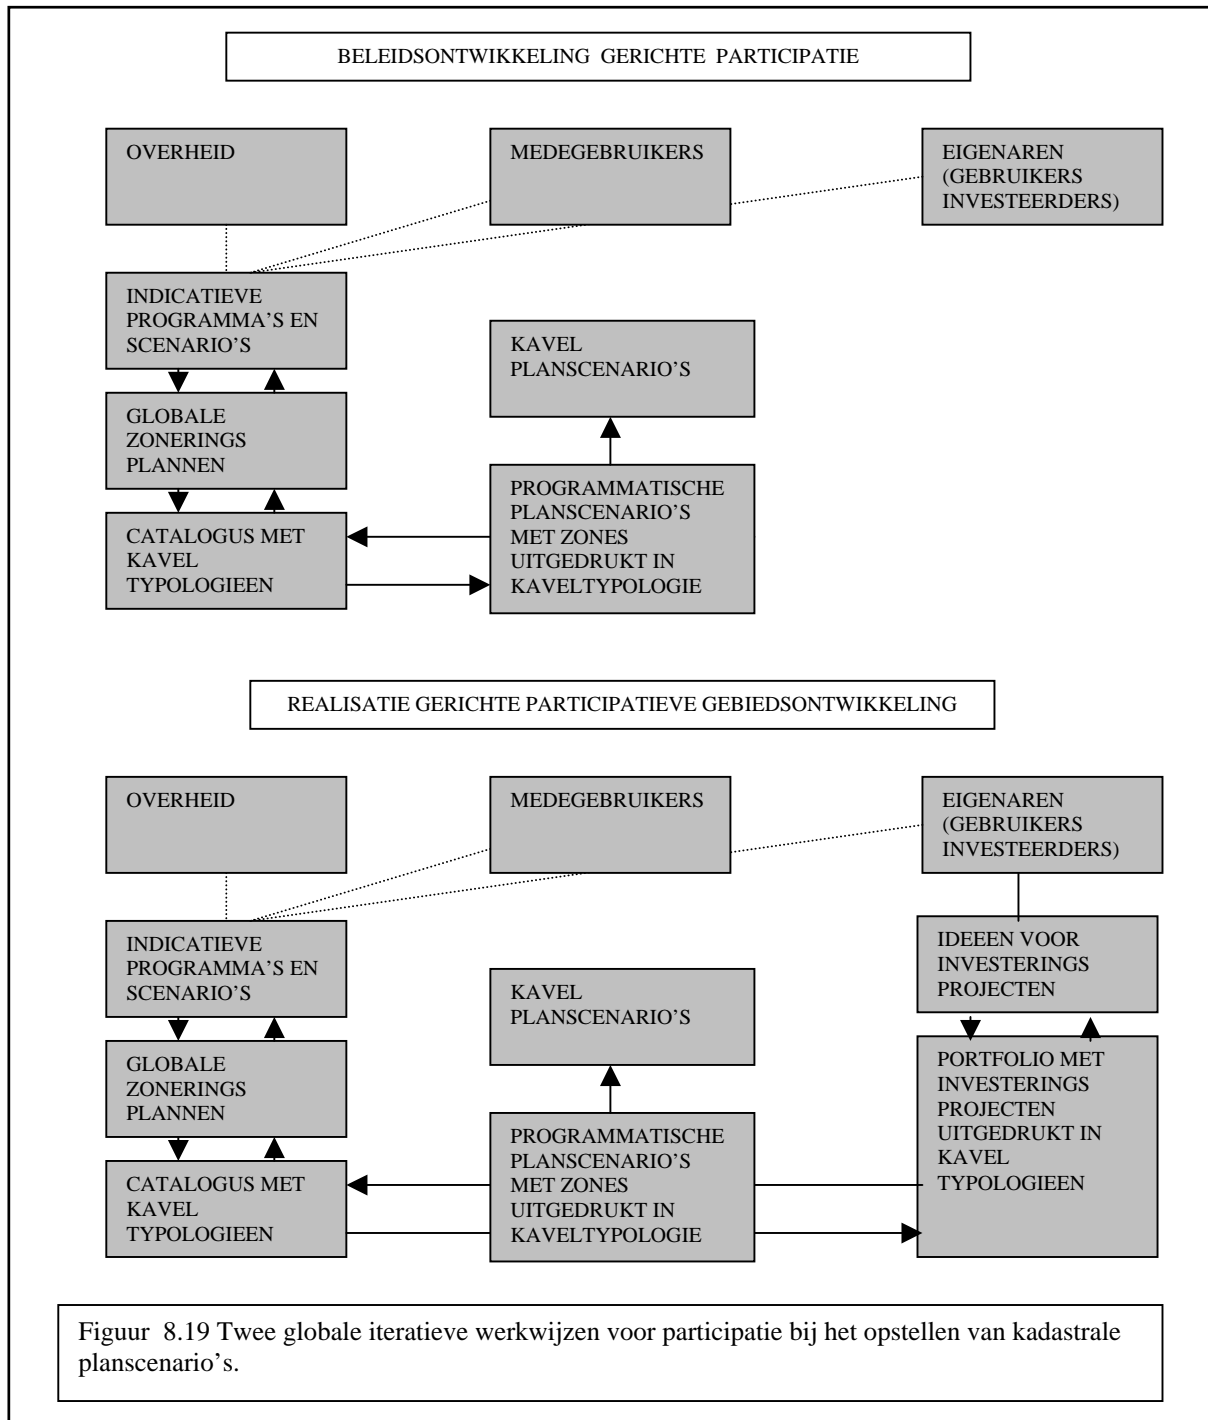 BELEIDSONTWIKKELING GERICHTE PARTICIPATIE
OVERHEID
MEDEGEBRUIKERS
EIGENAREN
(GEBRUIKERS
INVESTEERDERS)
INDICATIEVE
PROGRAMMA'S EN
SCENARIO'S
KAVEL
PLANSCENARIO'S
GLOBALE
ZONERINGS
PLANNEN
PROGRAMMATISCHE
PLANSCENARIO'S
MET ZONES
UITGEDRUKT IN
KAVELTYPOLOGIE
CATALOGUS MET
KAVEL
TYPOLOGIEEN
REALISATIE GERICHTE PARTICIPATIEVE GEBIEDSONTWIKKELING
OVERHEID
MEDEGEBRUIKERS
EIGENAREN
(GEBRUIKERS
INVESTEERDERS)
INDICATIEVE
PROGRAMMA'S EN
SCENARIO'S
KAVEL
PLANSCENARIO'S
IDEEEN VOOR
INVESTERINGS
PROJECTEN
GLOBALE
ZONERINGS
PLANNEN
PROGRAMMATISCHE
PLANSCENARIO'S
MET ZONES
UITGEDRUKT IN
KAVELTYPOLOGIE
PORTFOLIO MET
INVESTERINGS
PROJECTEN
UITGEDRUKT IN
KAVEL
TYPOLOGIEEN
CATALOGUS MET
KAVEL
TYPOLOGIEEN
Figuur 8.19 Twee globale iteratieve werkwijzen voor participatie bij het opstellen van kadastrale
planscenario's.